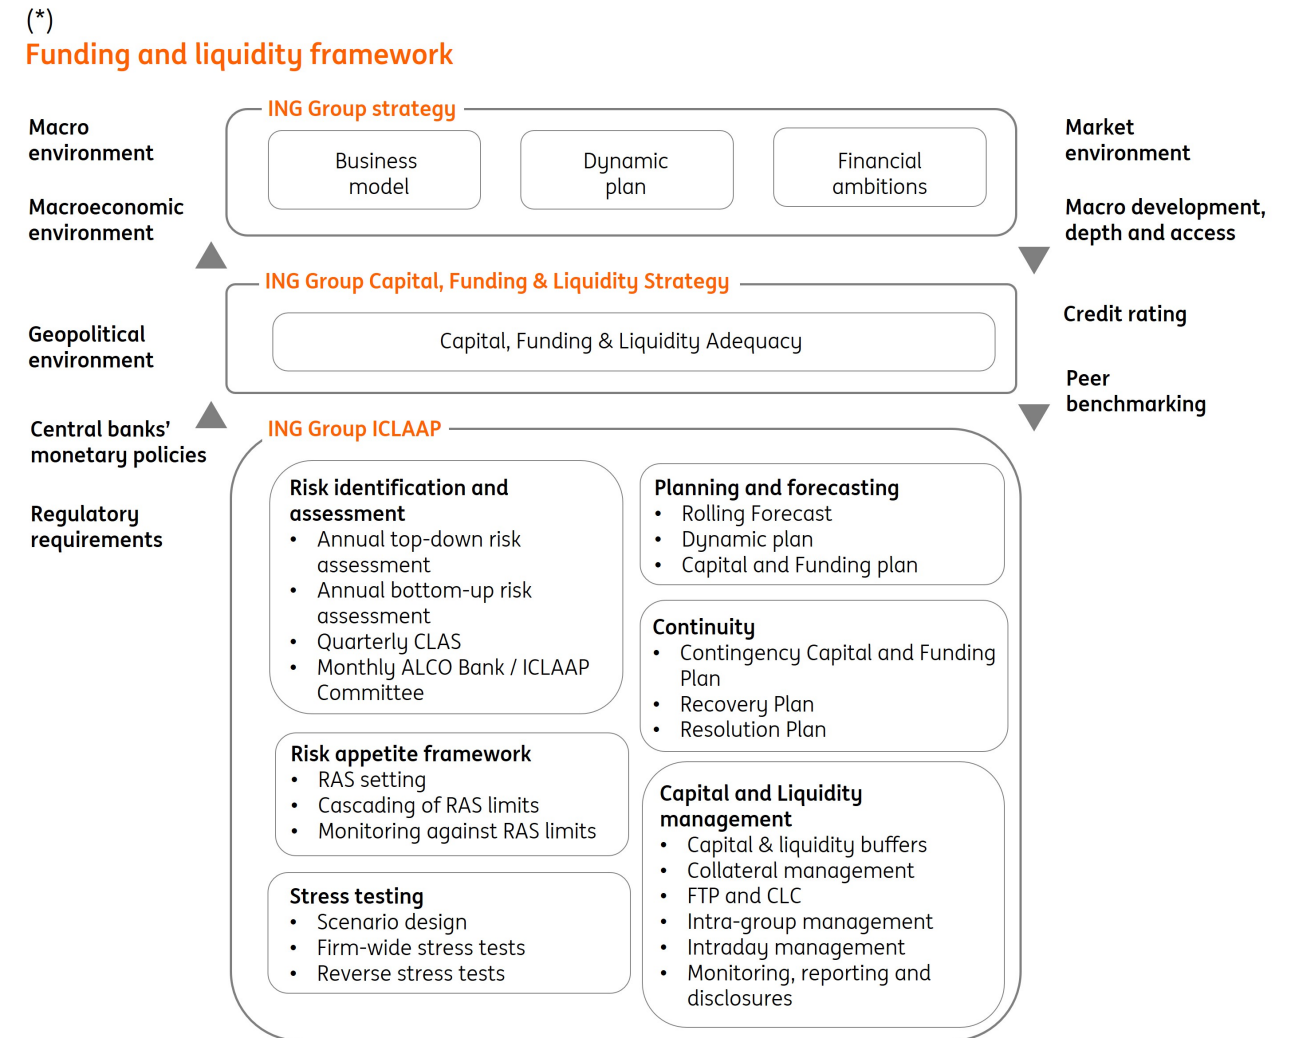 (*)
Funding and liquidity framework
Macro
environment
Macroeconomic
environment
Geopolitical
environment
Central banks’
monetary policies
Regulatory
requirements
ING Group strategy
Business
model
Dynamic
plan
Financial
ambitions
ING Group Capital, Funding & Liquidity Strategy
Capital, Funding & Liquidity Adequacy
ING Group ICLAAP
Risk identification and
assessment
• Annual top-down risk
assessment
• Annual bottom-up risk
assessment
• Quarterly CLAS
• Monthly ALCO Bank / ICLAAP
Committee
Risk appetite framework
• RAS setting
• Cascading of RAS limits
• Monitoring against RAS limits
Stress testing
• Scenario design
• Firm-wide stress tests
• Reverse stress tests
Planning and forecasting
• Rolling Forecast
• Dynamic plan
• Capital and Funding plan
Continuity
• Contingency Capital and Funding
Plan
• Recovery Plan
• Resolution Plan
Capital and Liquidity
management
• Capital & liquidity buffers
• Collateral management
• FTP and CLC
• Intra-group management
• Intraday management
• Monitoring, reporting and
disclosures
Market
environment
Macro development,
depth and access
Credit rating
Peer
benchmarking